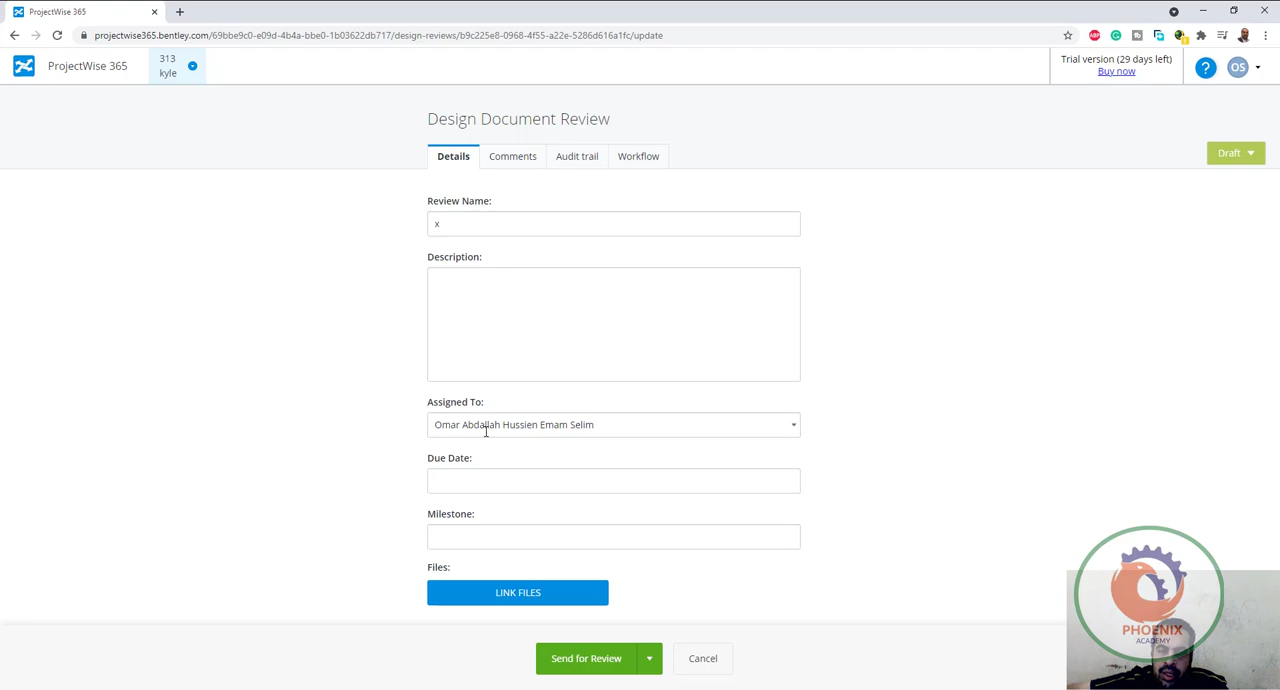 ProjectWise 365
projectwise365.bentley.com/69bbe9c0-e09d-4b4a-bbe0-1b03622db717/design-reviews/b9c225e8-0968-4f55-a22e-5286d616a1fc/update
ABP
ProjectWise 365
313
kyle
Trial version (29 days left)
Buy now
?
OS
Design Document Review
Details
Comments
Audit trail
Workflow
Draft
Review Name:
x
Description:
Assigned To:
Omar Abdallah Hussien Emam Selim
Due Date:
Milestone:
Files:
LINK FILES
Send for Review
Cancel
PHOENIX
ACADEMY